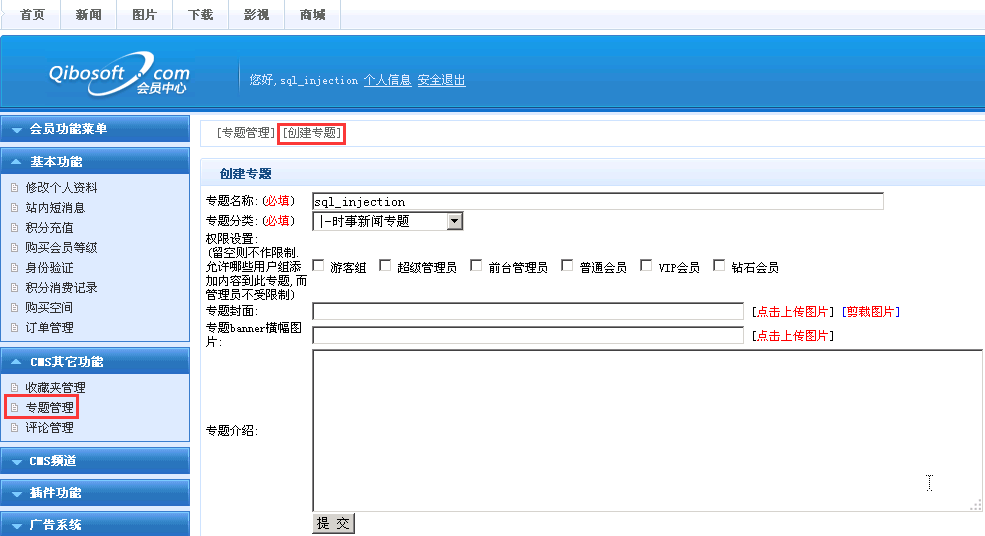 首页 新闻 图片 下载 影视 商城
Qibosoft.com
会员中心
您好,sql_injection 个人信息 安全退出
会员功能菜单
基本功能
修改个人资料
站内短消息
积分充值
购买会员等级
身份验证
积分消费记录
购买空间
订单管理
CMS其它功能
收藏夹管理
专题管理
评论管理
CMS频道
插件功能
广告系统
[专题管理] [创建专题]
创建专题
专题名称:(必填) sql_injection
专题分类:(必填) |-时事新闻专题
权限设置:
(留空则不作限制.
允许哪些用户组添
加内容到此专题,而
管理员不受限制)
游客组 超级管理员 前台管理员 普通会员 VIP会员 钻石会员
专题封面: [点击上传图片] [剪裁图片]
专题banner横幅图
片: [点击上传图片]
专题介绍:
提 交